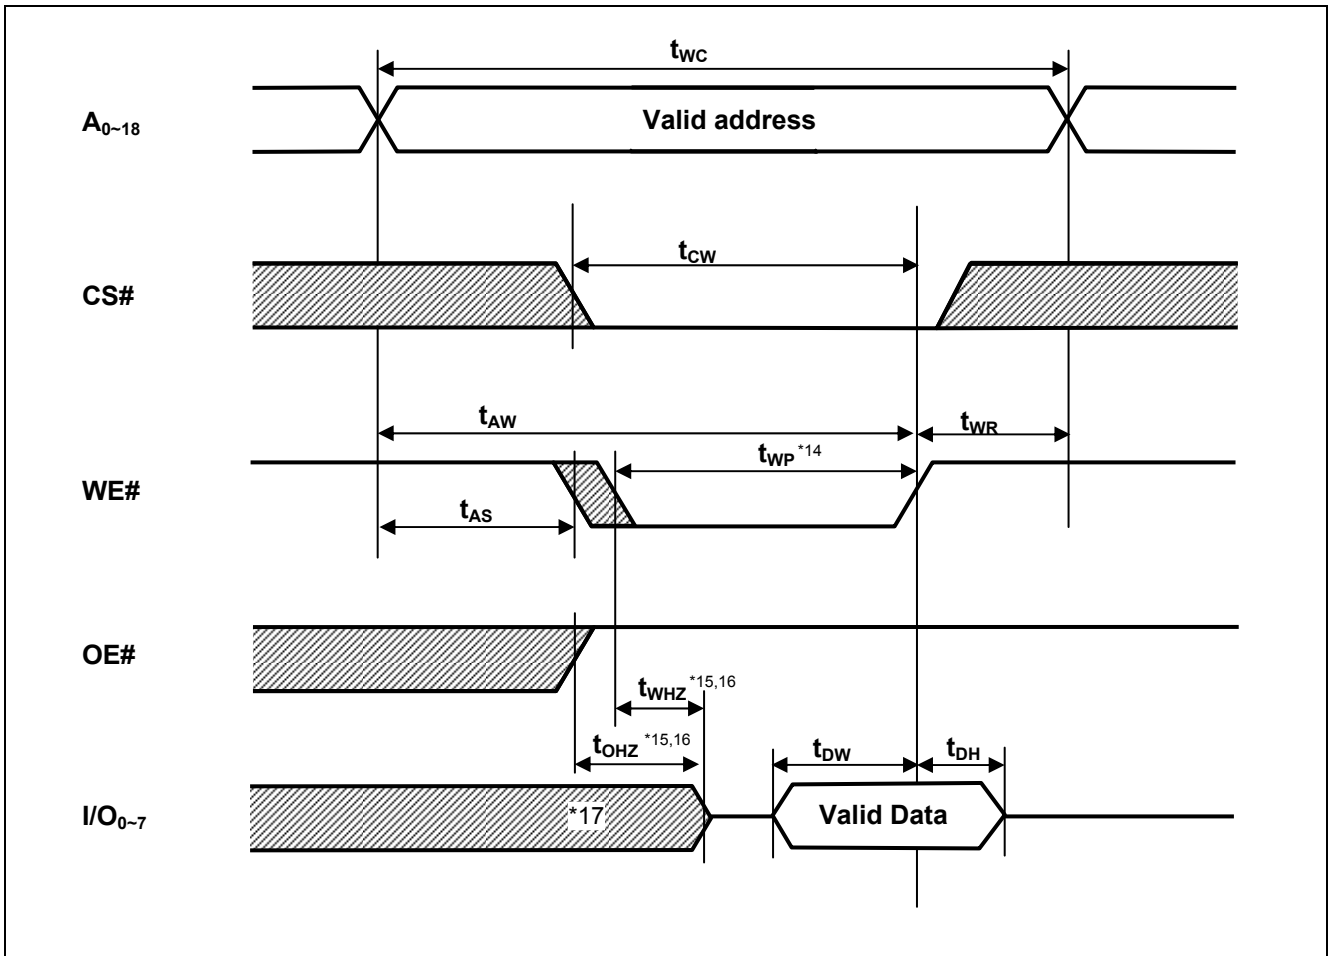 tWC
A0~18
Valid address
tCW
CS#
tAW
tWR
tWP *14
WE#
tAS
OE#
tWHZ *15,16
tOHZ *15,16
tDW
tDH
I/O0~7
*17
Valid Data